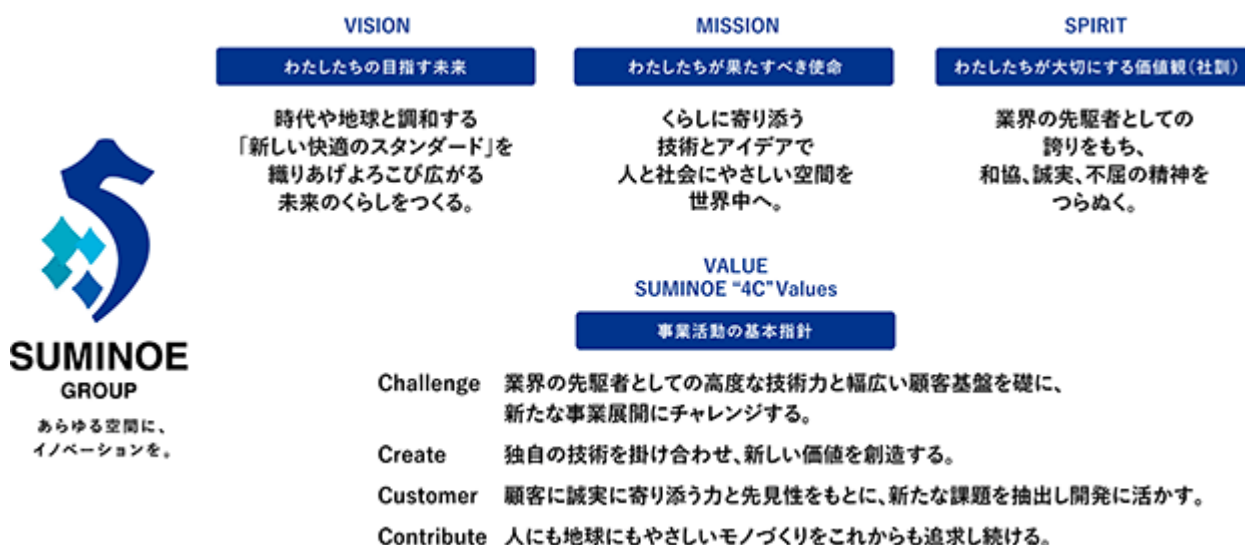 VISION
わたしたちの目指す未来
時代や地球と調和する
「新しい快適のスタンダード」を
織りあげよろこび広がる
未来のくらしをつくる。
MISSION
わたしたちが果たすべき使命
くらしに寄り添う
技術とアイデアで
人と社会にやさしい空間を
世界中へ。
SPIRIT
わたしたちが大切にする価値観(社訓)
業界の先駆者としての
誇りをもち、
和協、誠実、不屈の精神を
つらぬく。
SUMINOE
GROUP
あらゆる空間に、
イノベーションを。
VALUE
SUMINOE “4C” Values
事業活動の基本指針
Challenge 業界の先駆者としての高度な技術力と幅広い顧客基盤を礎に、
新たな事業展開にチャレンジする。
Create 独自の技術を掛け合わせ、新しい価値を創造する。
Customer 顧客に誠実に寄り添う力と先見性をもとに、新たな課題を抽出し開発に活かす。
Contribute 人にも地球にもやさしいモノづくりをこれからも追求し続ける。